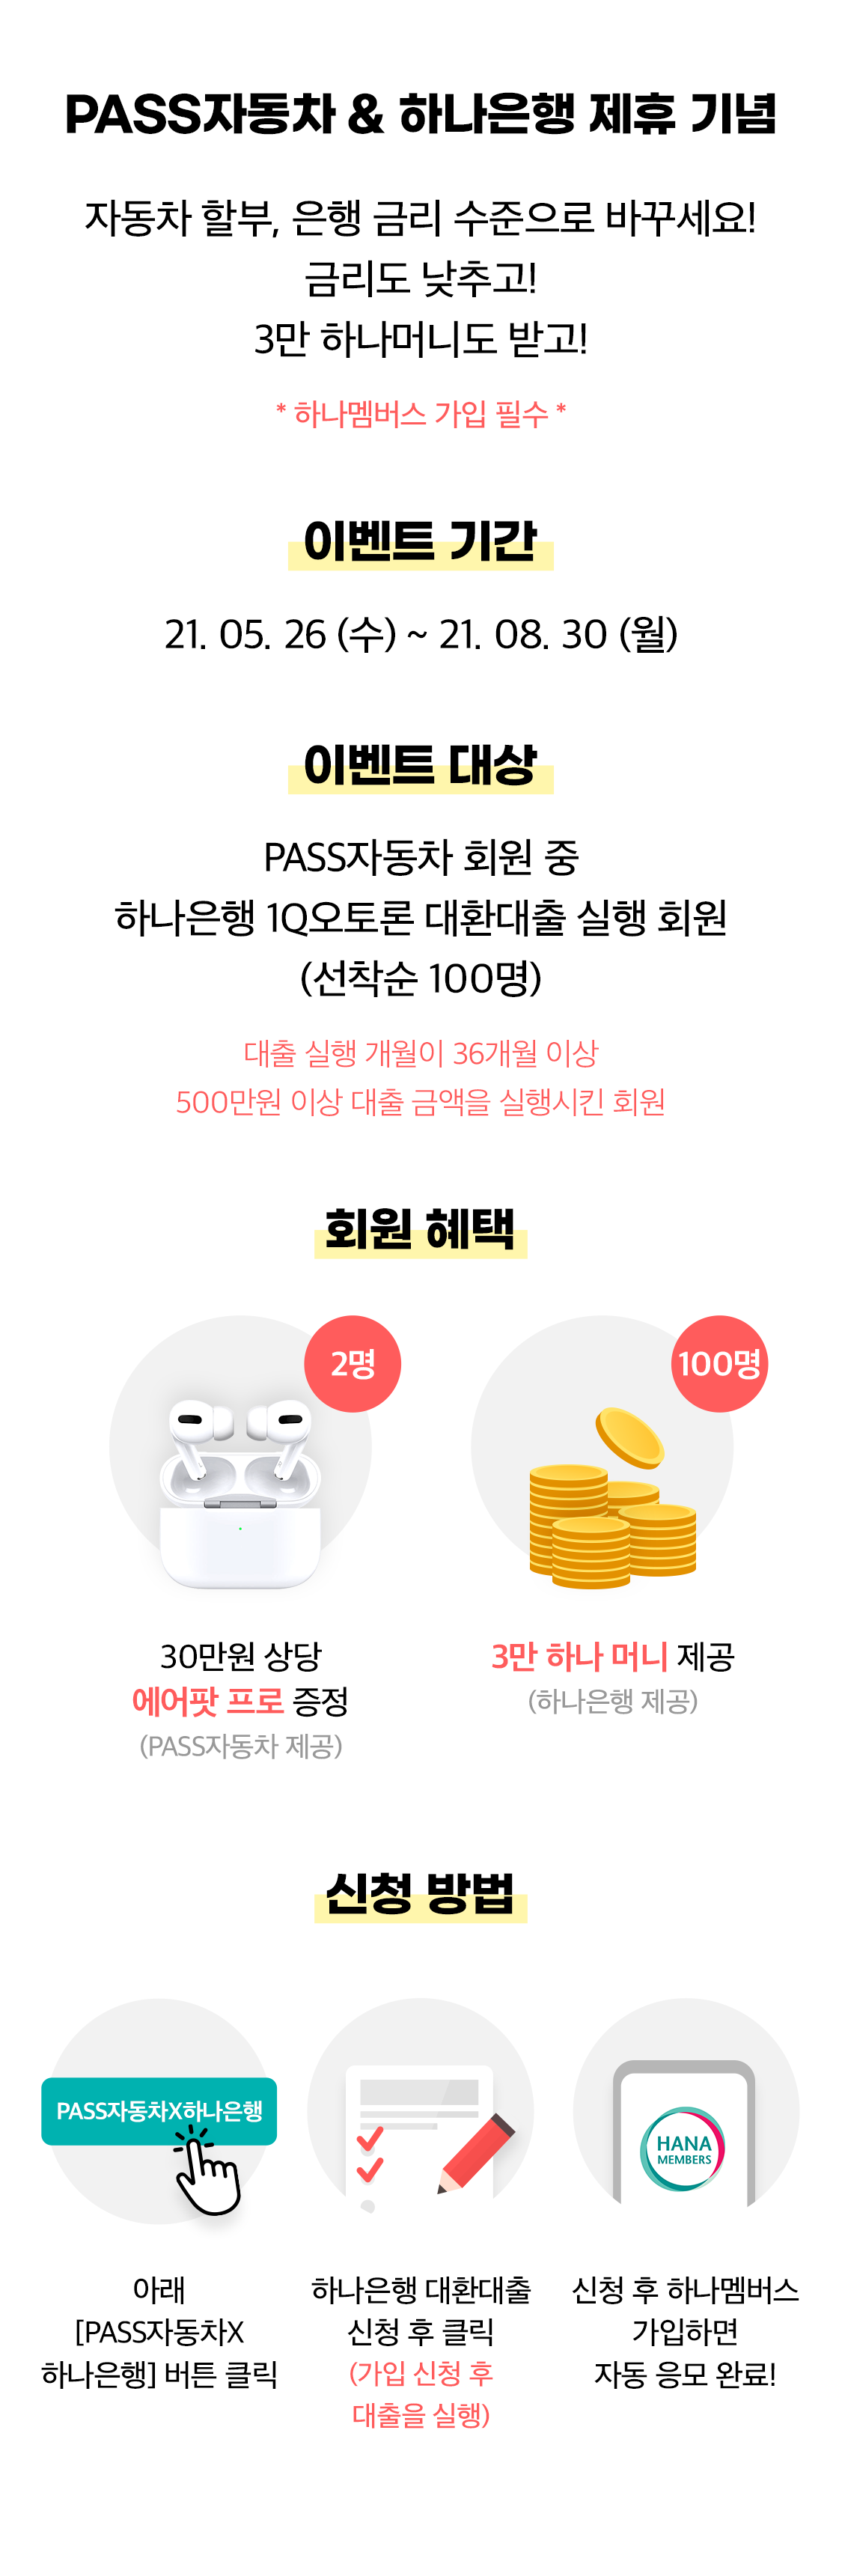 PASS자동차 & 하나은행 제휴 기념
자동차 할부, 은행 금리 수준으로 바꾸세요!
금리도 낮추고!
3만 하나머니도 받고!
* 하나멤버스 가입 필수 *
이벤트 기간
21. 05. 26 (수) ~ 21. 08. 30 (월)
이벤트 대상
PASS자동차 회원 중
하나은행 1Q오토론 대환대출 실행 회원
(선착순 100명)
대출 실행 개월이 36개월 이상
500만원 이상 대출 금액을 실행시킨 회원
회원 혜택
2명
30만원 상당
에어팟 프로 증정
(PASS자동차 제공)
100명
3만 하나 머니 제공
(하나은행 제공)
신청 방법
PASS자동차X하나은행
아래
[PASS자동차X
하나은행] 버튼 클릭
하나은행 대환대출
신청 후 클릭
(가입 신청 후
대출을 실행)
HANA
MEMBERS
신청 후 하나멤버스
가입하면
자동 응모 완료!